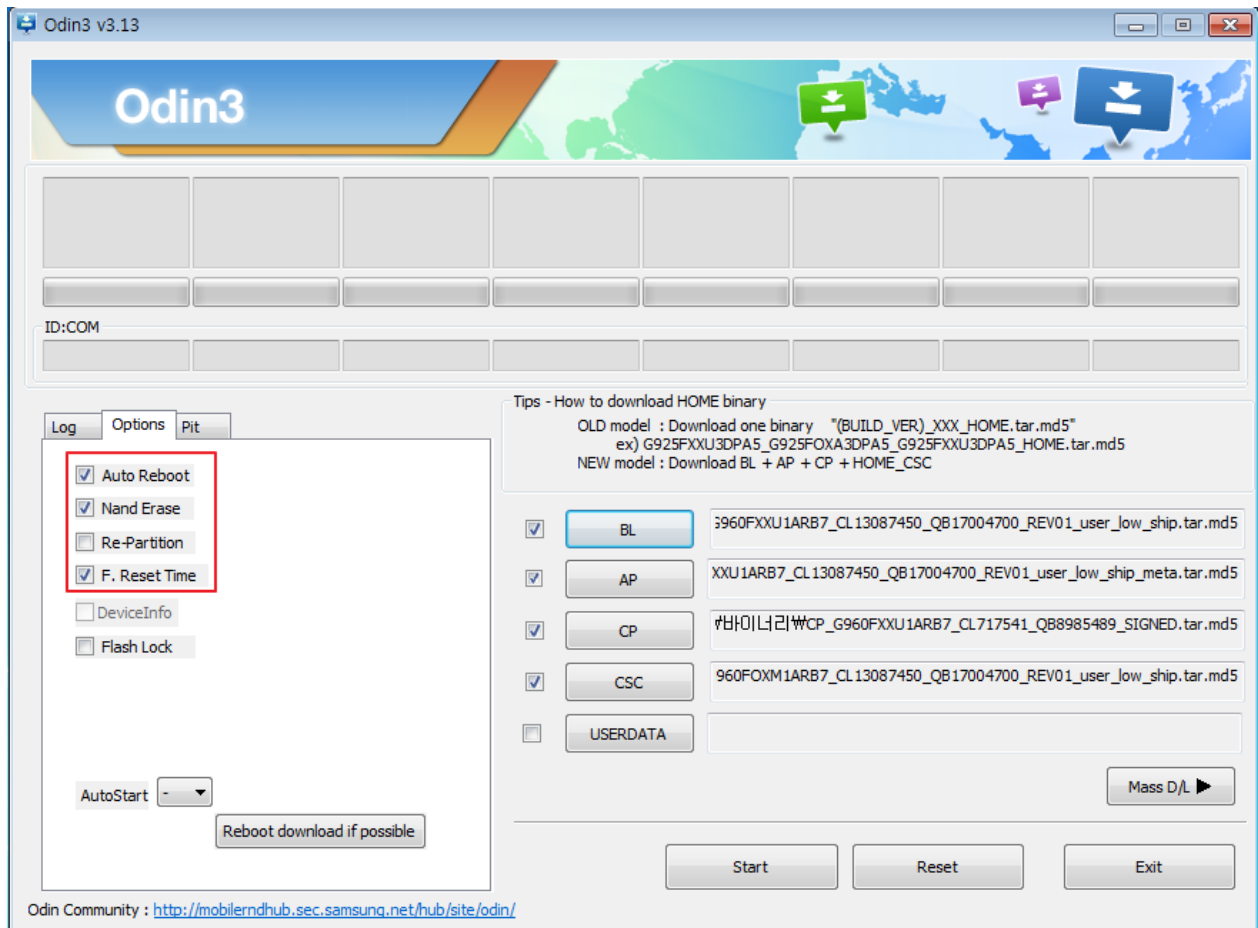 Odin3 v3.13
Odin3
ID:COM
Log Options Pit
Auto Reboot
Nand Erase
Re-Partition
F. Reset Time
DeviceInfo
Flash Lock
AutoStart -
Reboot download if possible
Tips - How to download HOME binary
OLD model : Download one binary "(BUILD_VER)_XXX_HOME.tar.md5"
ex) G925FXXU3DPA5_G925FOXA3DPA5_G925FXXU3DPA5_HOME.tar.md5
NEW model : Download BL + AP + CP + HOME_CSC
BL G960FXXU1ARB7_CL13087450_QB17004700_REV01_user_low_ship.tar.md5
AP XXU1ARB7_CL13087450_QB17004700_REV01_user_low_ship_meta.tar.md5
CP 바이너리₩CP_G960FXXU1ARB7_CL717541_QB8985489_SIGNED.tar.md5
CSC 960FOXM1ARB7_CL13087450_QB17004700_REV01_user_low_ship.tar.md5
USERDATA
Mass D/L ▶
Start Reset Exit
Odin Community : http://mobilerndhub.sec.samsung.net/hub/site/odin/